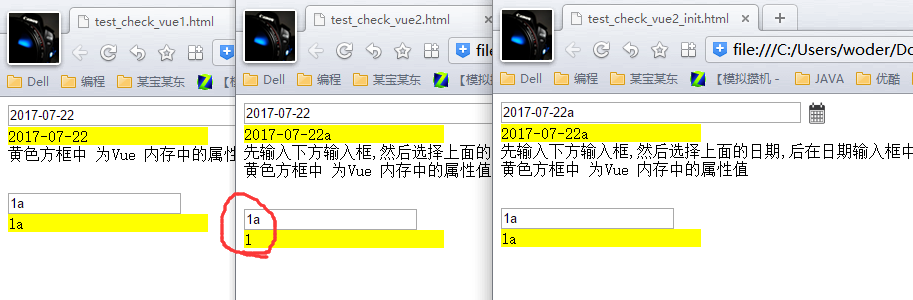 test_check_vue1.html
Dell 编程 某宝某东 【模拟
2017-07-22
2017-07-22
黄色方框中 为Vue 内存中的属
1a
1a
test_check_vue2.html
fil
Dell 编程 某宝某东 【模
2017-07-22
2017-07-22a
先输入下方输入框,然后选择上面的
黄色方框中 为Vue 内存中的属性值
1a
1
test_check_vue2_init.html
file:///C:/Users/woder/Do
Dell 编程 某宝某东 【模拟攒机 - JAVA 优酷
2017-07-22a
2017-07-22a
先输入下方输入框,然后选择上面的日期,后在日期输入框中
黄色方框中 为Vue 内存中的属性值
1a
1a